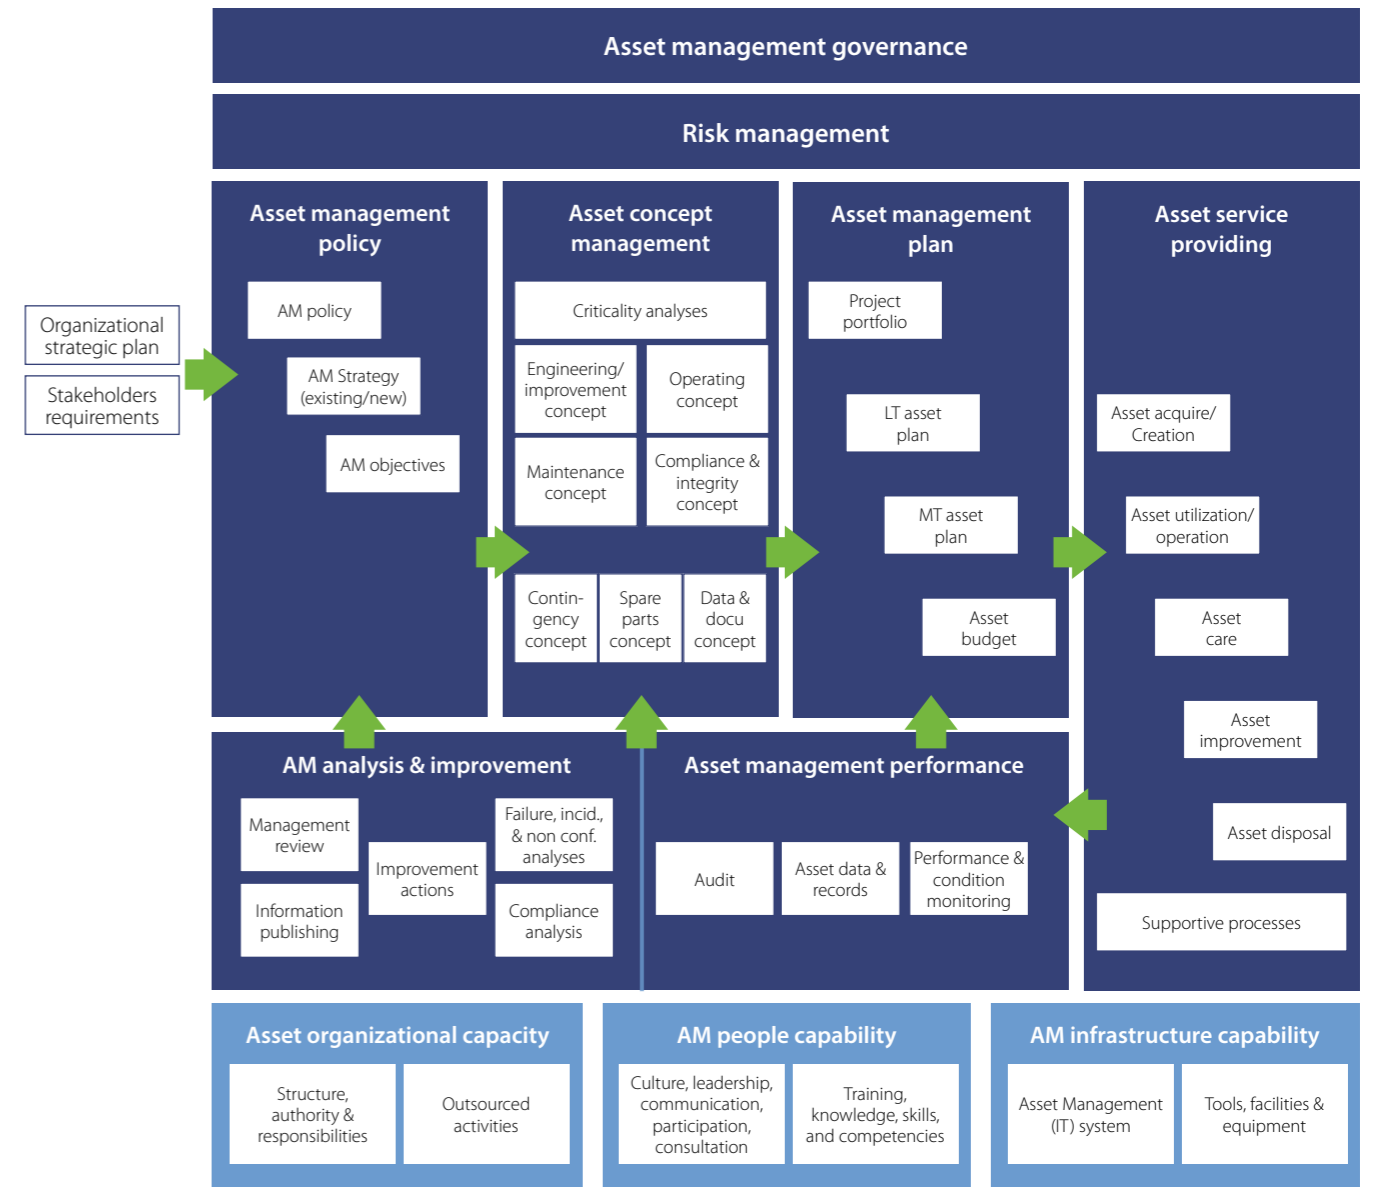 Asset management governance
Risk management
Organizational
strategic plan
Stakeholders
requirements
Asset management
policy
AM policy
AM Strategy
(existing/new)
AM objectives
Asset concept
management
Criticality analyses
Engineering/
improvement
concept
Operating
concept
Maintenance
concept
Compliance &
integrity
concept
Contin-
gency
concept
Spare
parts
concept
Data &
docu
concept
Asset management
plan
Project
portfolio
LT asset
plan
MT asset
plan
Asset
budget
Asset service
providing
Asset acquire/
Creation
Asset utilization/
operation
Asset
care
Asset
improvement
Asset disposal
Supportive processes
AM analysis & improvement
Management
review
Information
publishing
Improvement
actions
Failure, incid.,
& non conf.
analyses
Compliance
analysis
Asset management performance
Audit
Asset data &
records
Performance &
condition
monitoring
Asset organizational capacity
Structure,
authority &
responsibilities
Outsourced
activities
AM people capability
Culture, leadership,
communication,
participation,
consultation
Training,
knowledge, skills,
and competencies
AM infrastructure capability
Asset Management
(IT) system
Tools, facilities &
equipment